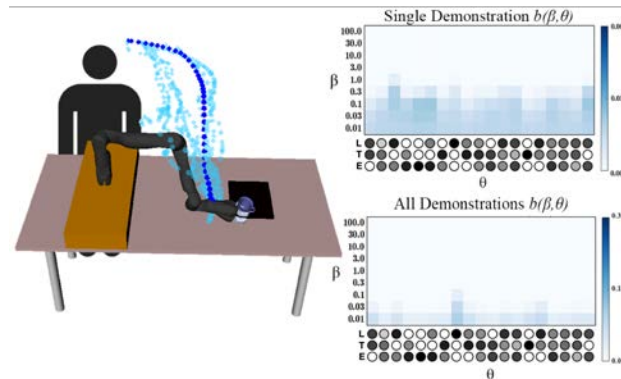 Single Demonstration b(β,θ)
100.0
30.0
10.0
3.0
β
1.0
0.3
0.1
0.03
0.01
L
T
E
θ
All Demonstrations b(β,θ)
100.0
30.0
10.0
3.0
β
1.0
0.3
0.1
0.03
0.01
L
T
E
θ